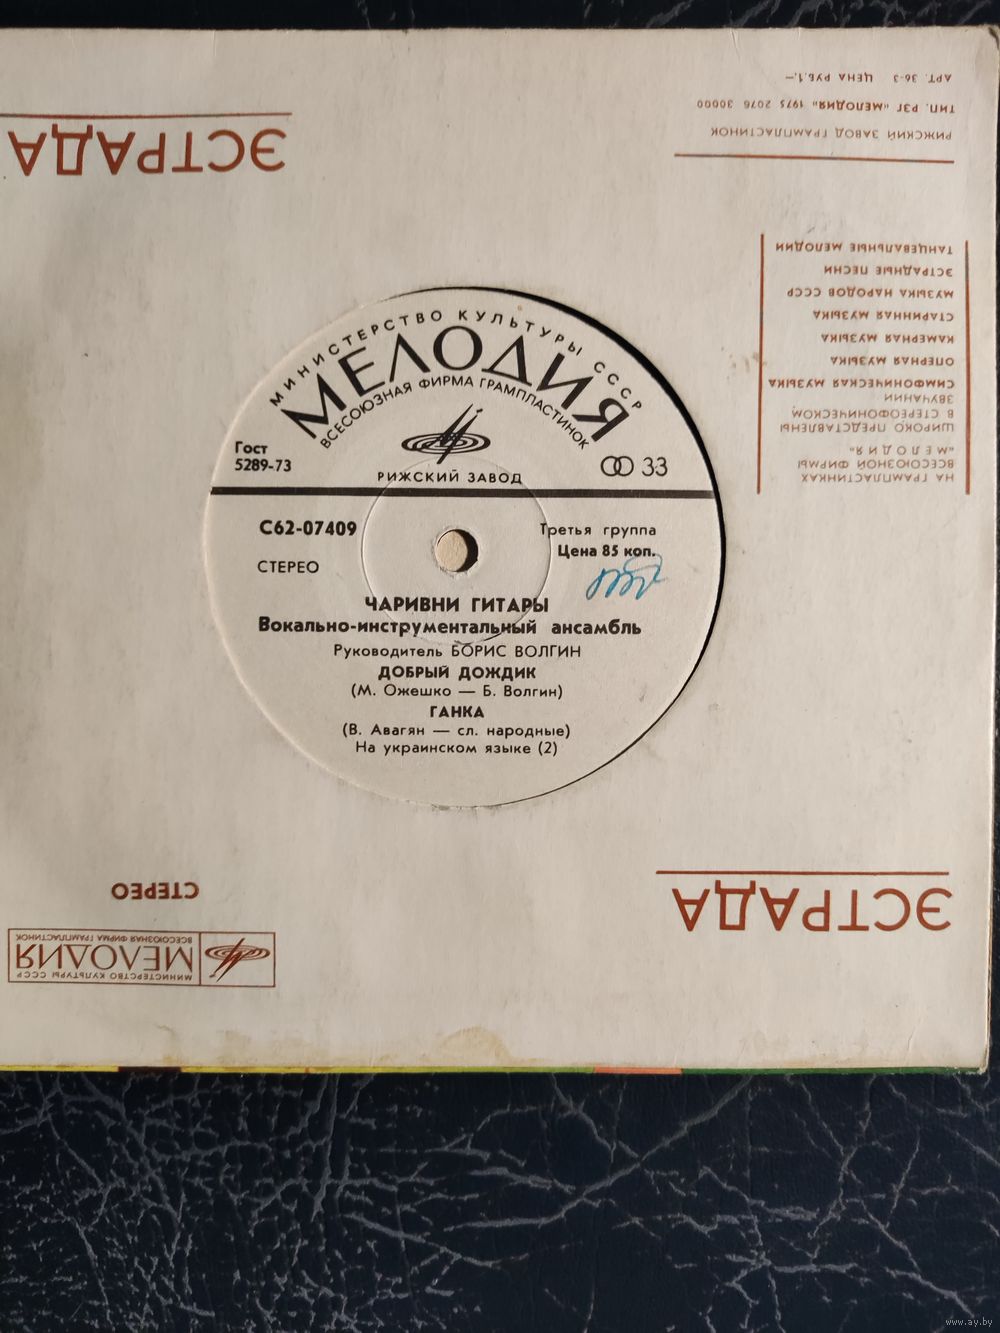 АРТ. 36-3 ЦЕНА РУБ.1.—
ТИП. РЗГ "МЕЛОДИЯ" 1975 2076 30000
РИЖСКИЙ ЗАВОД ГРАМПЛАСТИНОК
ЭСТРАДА
НА ГРАМПЛАСТИНКАХ
ВСЕСОЮЗНОЙ ФИРМЫ
"МЕЛОДИЯ"
ШИРОКО ПРЕДСТАВЛЕНЫ
В СТЕРЕОФОНИЧЕСКОМ
ЗВУЧАНИИ
СИМФОНИЧЕСКАЯ МУЗЫКА
ОПЕРНАЯ МУЗЫКА
КАМЕРНАЯ МУЗЫКА
СТАРИННАЯ МУЗЫКА
МУЗЫКА НАРОДОВ СССР
ЭСТРАДНЫЕ ПЕСНИ
ТАНЦЕВАЛЬНЫЕ МЕЛОДИИ
МИНИСТЕРСТВО КУЛЬТУРЫ СССР
МЕЛОДИЯ
ВСЕСОЮЗНАЯ ФИРМА ГРАМПЛАСТИНОК
Гост
5289-73
РИЖСКИЙ ЗАВОД
33
С62-07409
Третья группа
Цена 85 коп.
СТЕРЕО
ЧАРИВНИ ГИТАРЫ
Вокально-инструментальный ансамбль
Руководитель БОРИС ВОЛГИН
ДОБРЫЙ ДОЖДИК
(М. Ожешко — Б. Волгин)
ГАНКА
(В. Авагян — сл. народные)
На украинском языке (2)
ЭСТРАДА
СТЕРЕО
МИНИСТЕРСТВО КУЛЬТУРЫ СССР
МЕЛОДИЯ
ВСЕСОЮЗНАЯ ФИРМА ГРАМПЛАСТИНОК
www.ay.by